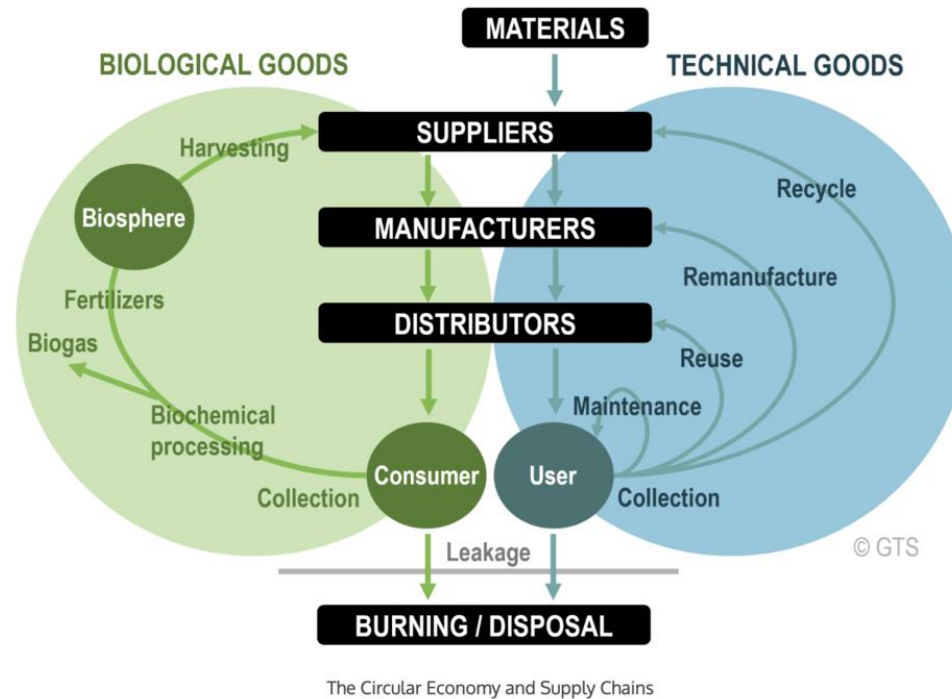 MATERIALS
BIOLOGICAL GOODS
TECHNICAL GOODS
SUPPLIERS
Harvesting
Recycle
Biosphere
MANUFACTURERS
Remanufacture
Fertilizers
DISTRIBUTORS
Biogas
Reuse
Maintenance
Biochemical
processing
Consumer
User
Collection
Collection
© GTS
Leakage
BURNING / DISPOSAL
The Circular Economy and Supply Chains